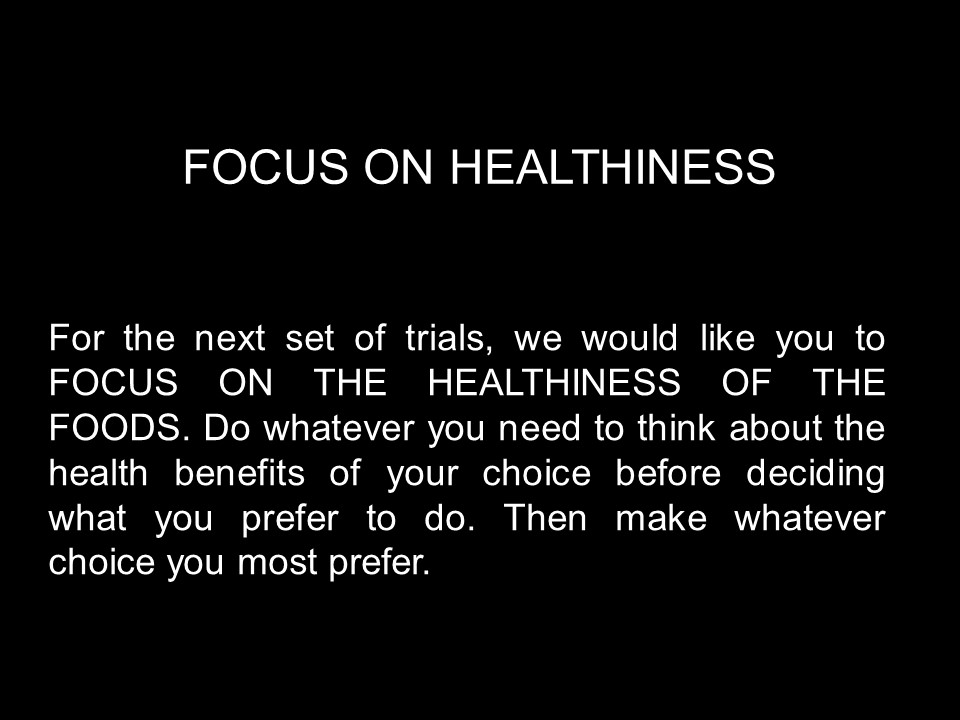 FOCUS ON HEALTHINESS
For the next set of trials, we would like you to
FOCUS ON THE HEALTHINESS OF THE
FOODS. Do whatever you need to think about the
health benefits of your choice before deciding
what you prefer to do. Then make whatever
choice you most prefer.